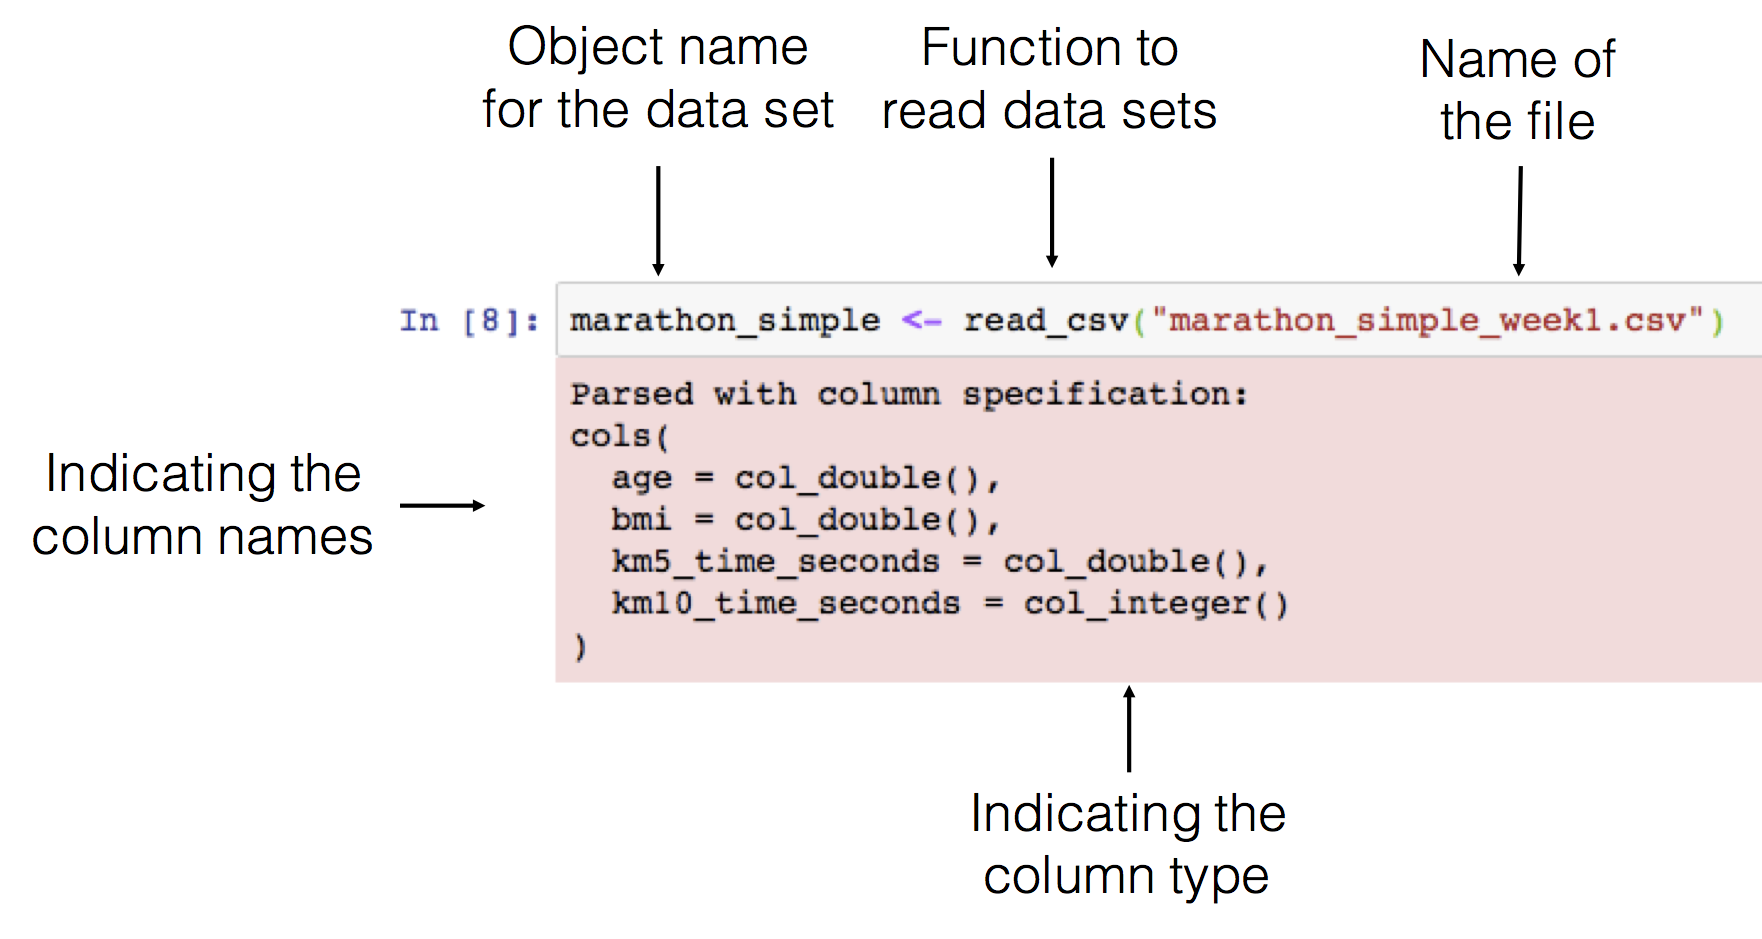 Object name
for the data set
Function to
read data sets
Name of
the file
In [8]: marathon_simple <- read_csv("marathon_simple_week1.csv")
Parsed with column specification:
cols(
  age = col_double(),
  bmi = col_double(),
  km5_time_seconds = col_double(),
  km10_time_seconds = col_integer()
)
Indicating the
column names
Indicating the
column type